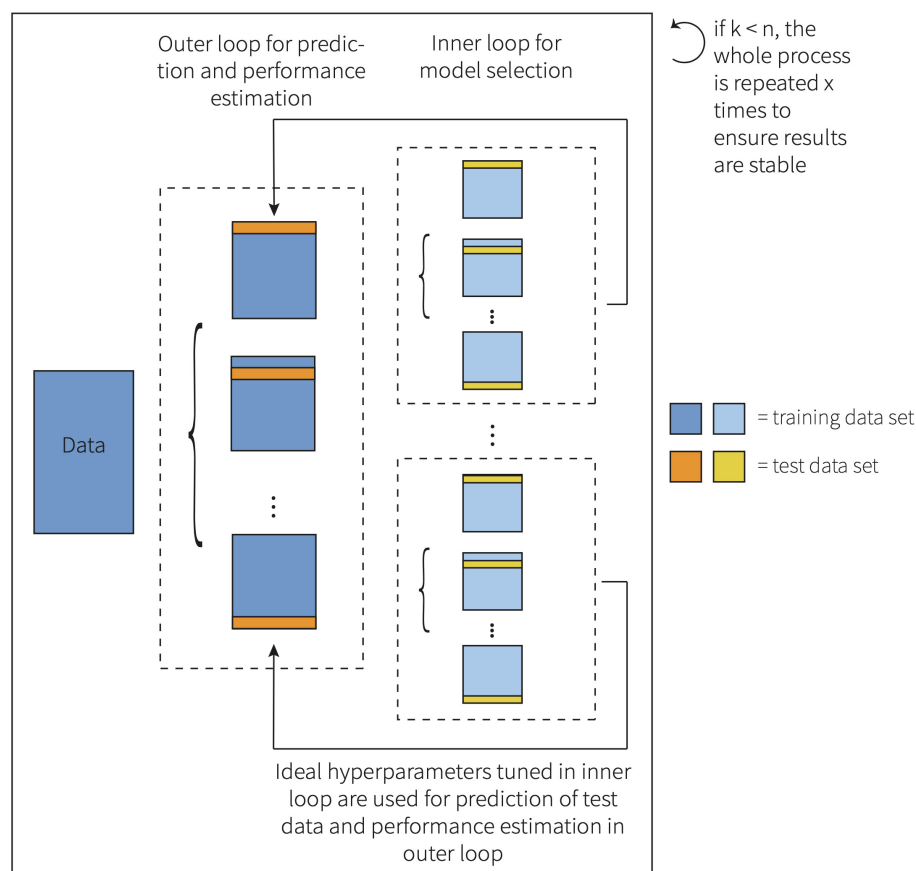 Outer loop for predic-
tion and performance
estimation
Inner loop for
model selection
if k < n, the
whole process
is repeated x
times to
ensure results
are stable
Data
= training data set
= test data set
Ideal hyperparameters tuned in inner
loop are used for prediction of test
data and performance estimation in
outer loop